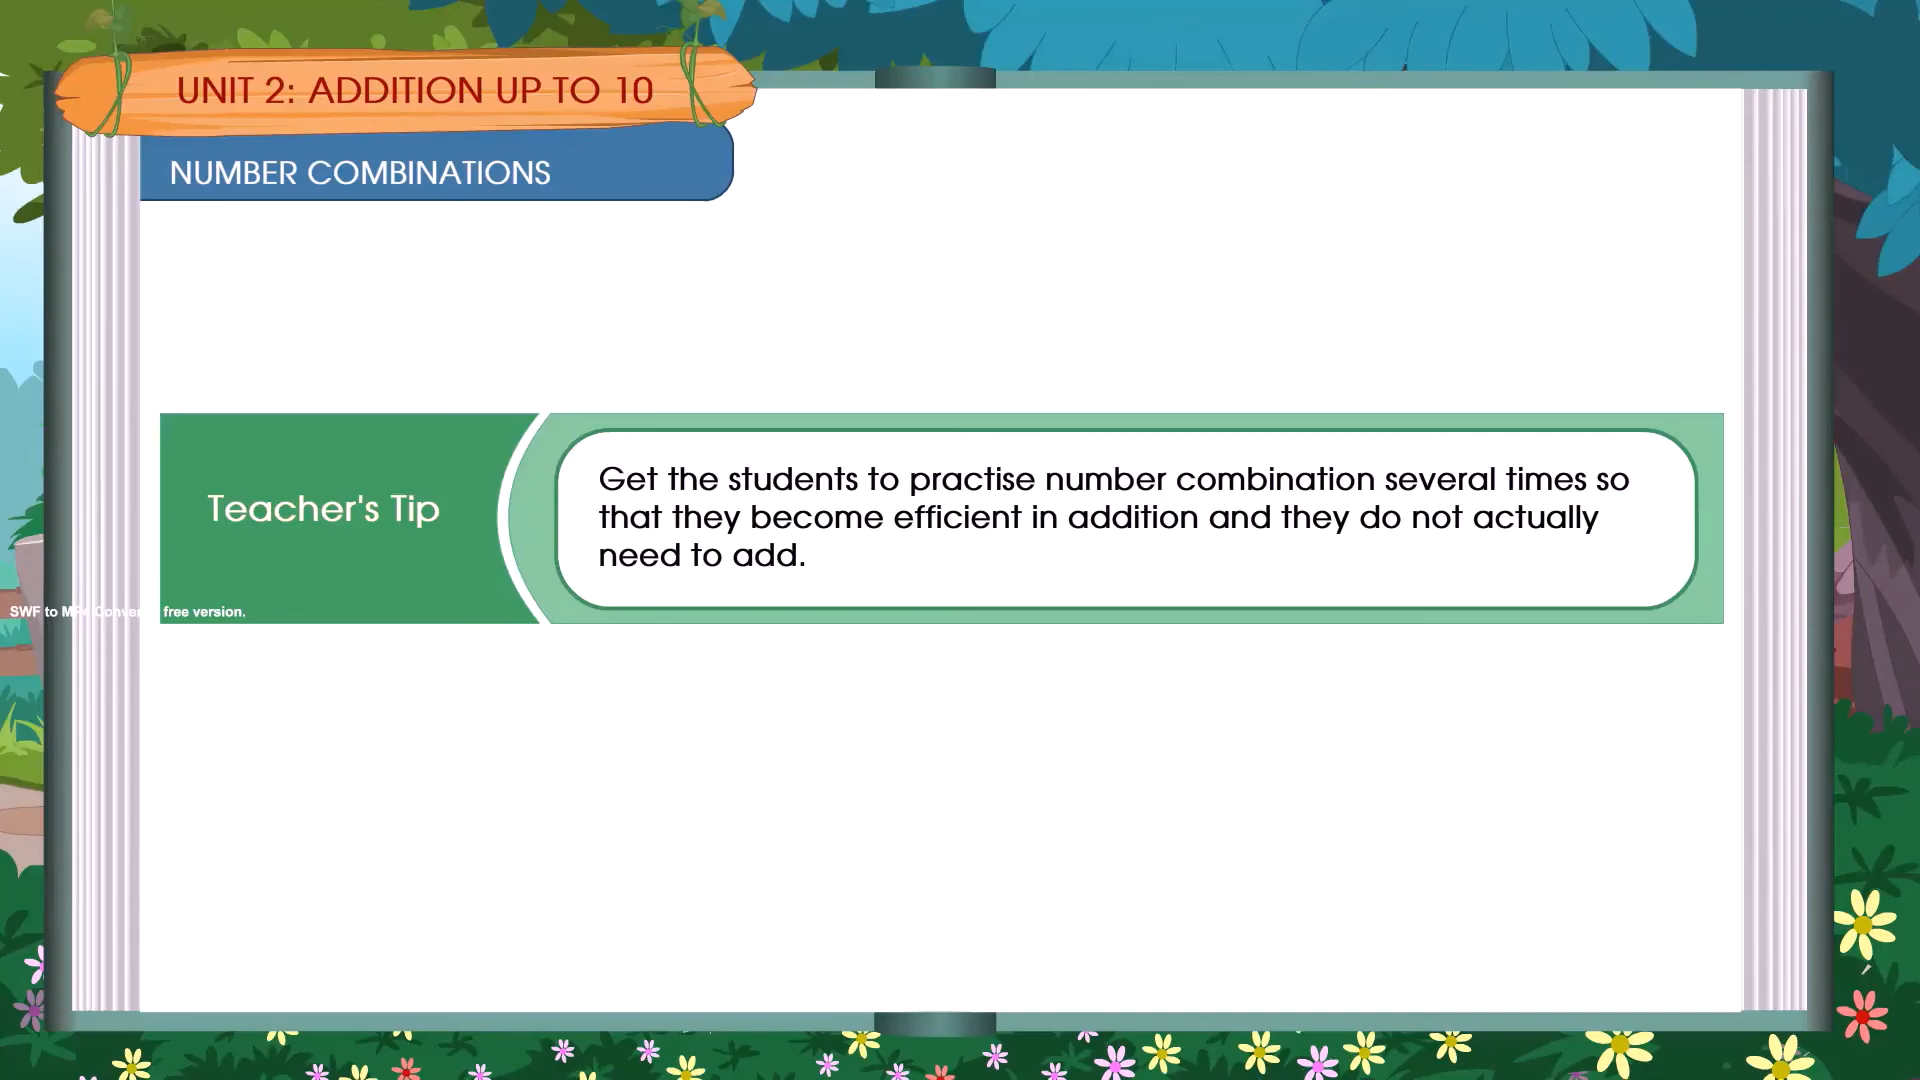 UNIT 2: ADDITION UP TO 10
NUMBER COMBINATIONS
Teacher's Tip
Get the students to practise number combination several times so
that they become efficient in addition and they do not actually
need to add.
SWF to MP4 Converter free version.